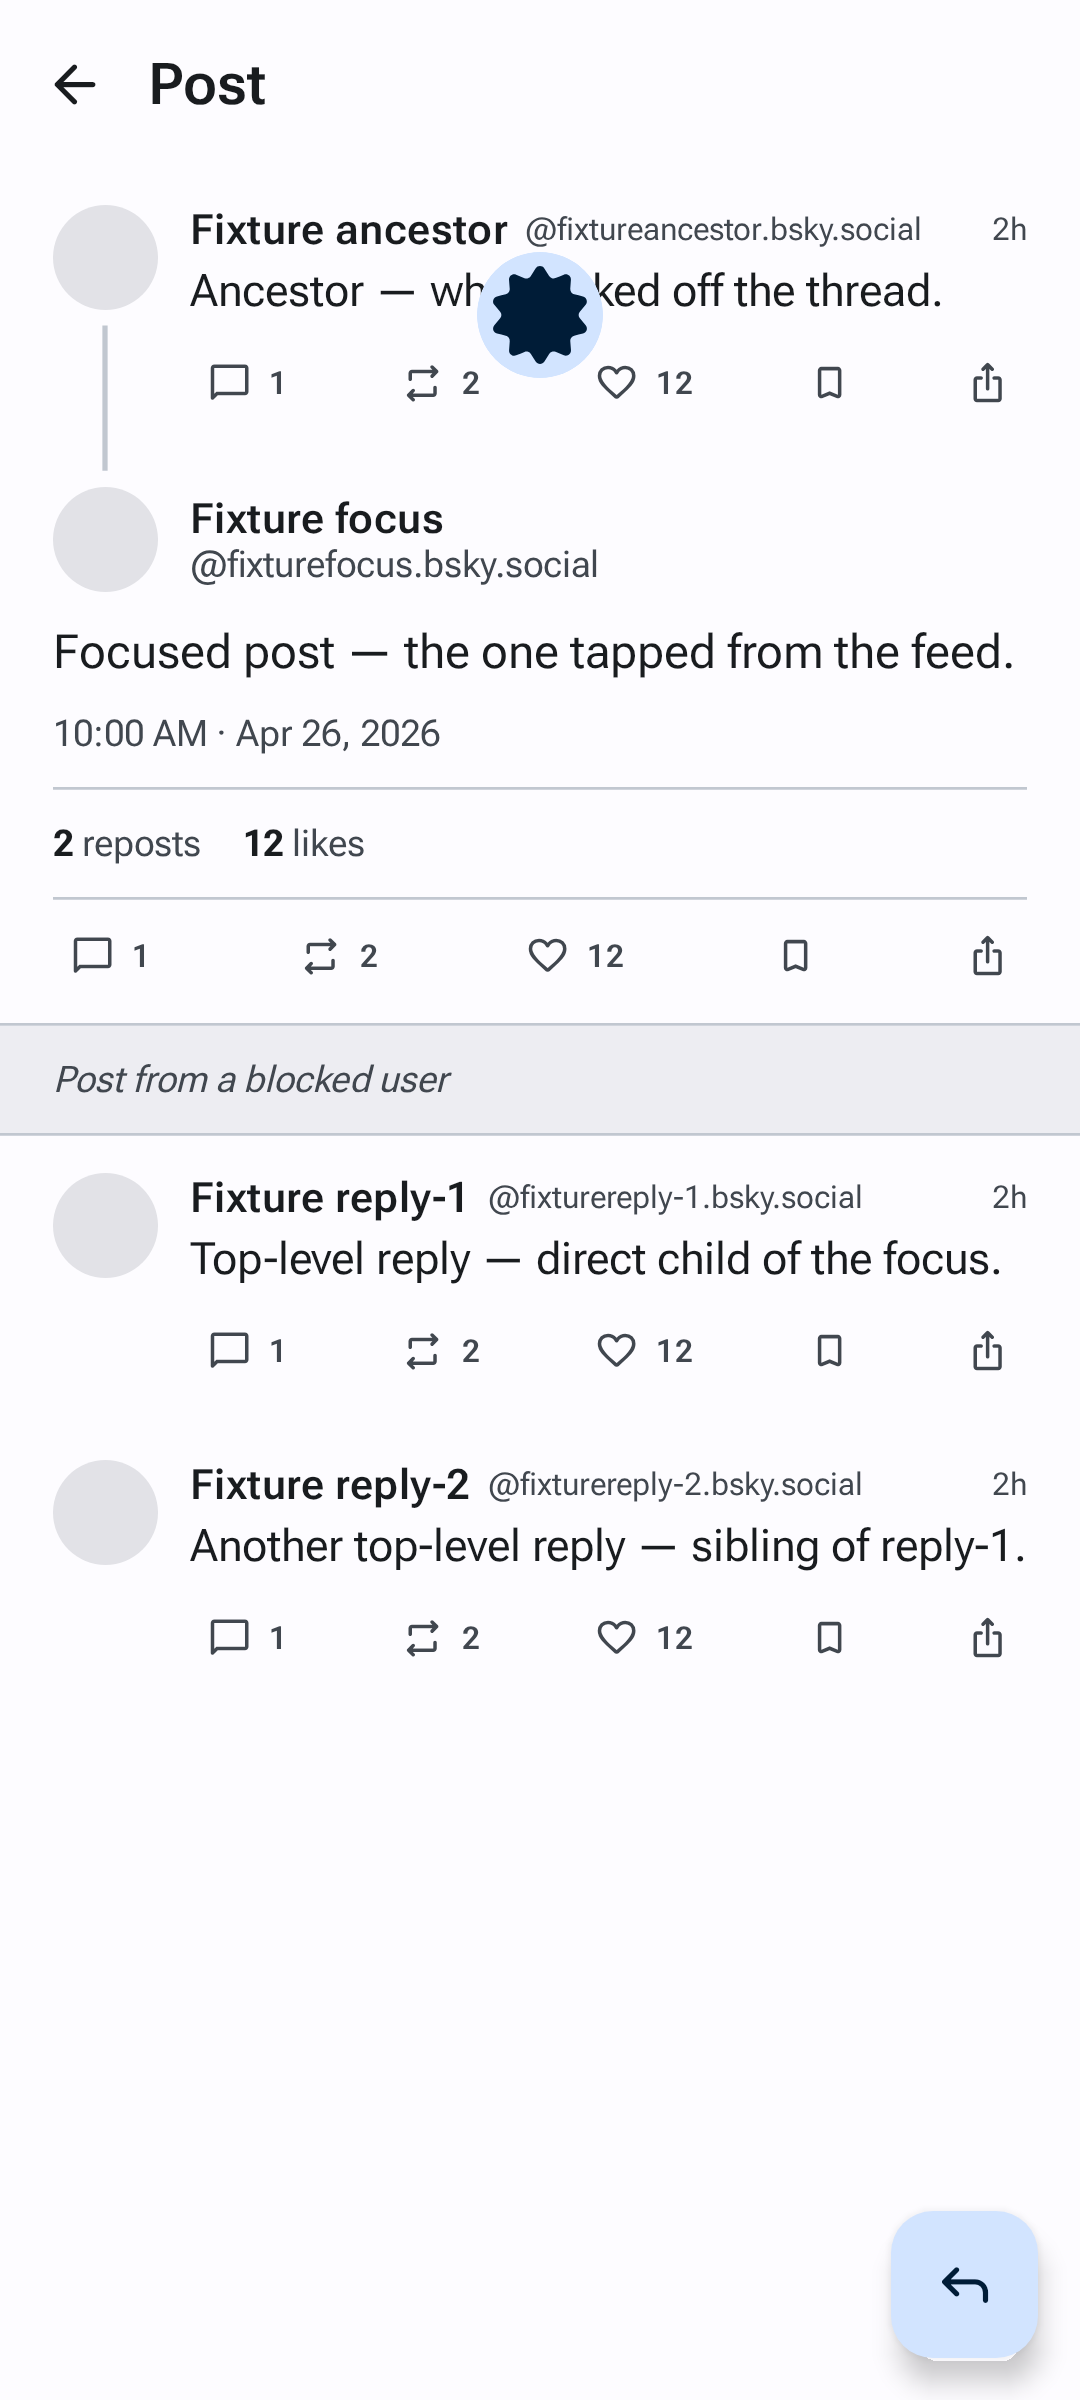 Post
Fixture ancestor @fixtureancestor.bsky.social 2h
Ancestor — off the thread.
1 2 12
Fixture focus
@fixturefocus.bsky.social
Focused post — the one tapped from the feed.
10:00 AM · Apr 26, 2026
2 reposts 12 likes
1 2 12
Post from a blocked user
Fixture reply-1 @fixturereply-1.bsky.social 2h
Top-level reply — direct child of the focus.
1 2 12
Fixture reply-2 @fixturereply-2.bsky.social 2h
Another top-level reply — sibling of reply-1.
1 2 12